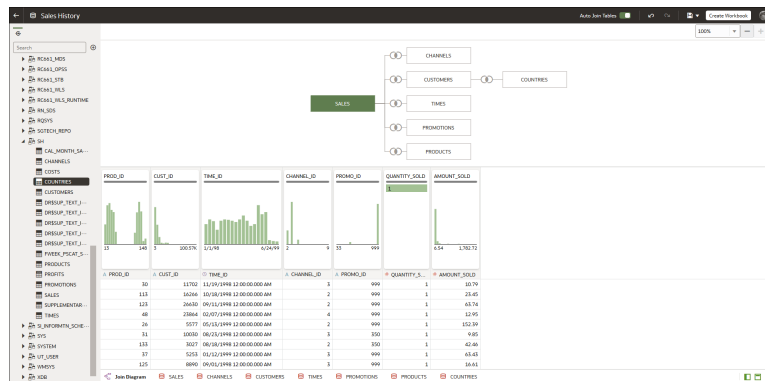 Sales History
Auto Join Tables
Create Workbook
100%
Search
RC661_MDS
RC661_OPSS
RC661_STB
RC661_WLS
RC661_WLS_RUNTIME
RN_SDS
RQSYS
SOTECH_REPO
SH
CAL_MONTH_SA...
CHANNELS
COSTS
COUNTRIES
CUSTOMERS
DR$SUP_TEXT_I...
DR$SUP_TEXT_I...
DR$SUP_TEXT_I...
DR$SUP_TEXT_I...
FWEEK_PSCAT_S...
PRODUCTS
PROFITS
PROMOTIONS
SALES
SUPPLEMENTAR...
TIMES
SI_INFORMTN_SCHE...
SYS
SYSTEM
UT_USER
WMSYS
XDB
CHANNELS
CUSTOMERS COUNTRIES
SALES TIMES
PROMOTIONS
PRODUCTS
PROD_ID CUST_ID TIME_ID CHANNEL_ID PROMO_ID QUANTITY_SOLD AMOUNT_SOLD
1
13 148 3 100.57K 1/1/98 6/24/99 2 9 33 999 6.54 1,782.72
PROD_ID CUST_ID TIME_ID CHANNEL_ID PROMO_ID QUANTITY_S... AMOUNT_SOLD
30 11702 11/19/1998 12:00:00.000 AM 3 999 1 10.79
113 16266 10/18/1998 12:00:00.000 AM 2 999 1 23.45
123 26630 09/11/1998 12:00:00.000 AM 2 999 1 63.74
48 23864 02/07/1998 12:00:00.000 AM 4 999 1 12.95
26 5577 05/13/1998 12:00:00.000 AM 2 999 1 152.39
31 10030 08/23/1998 12:00:00.000 AM 3 350 1 9.85
133 3027 08/18/1998 12:00:00.000 AM 2 350 1 42.46
37 5253 01/12/1999 12:00:00.000 AM 3 999 1 63.43
125 8890 09/01/1998 12:00:00.000 AM 3 999 1 16.61
Join Diagram SALES CHANNELS CUSTOMERS TIMES PROMOTIONS PRODUCTS COUNTRIES